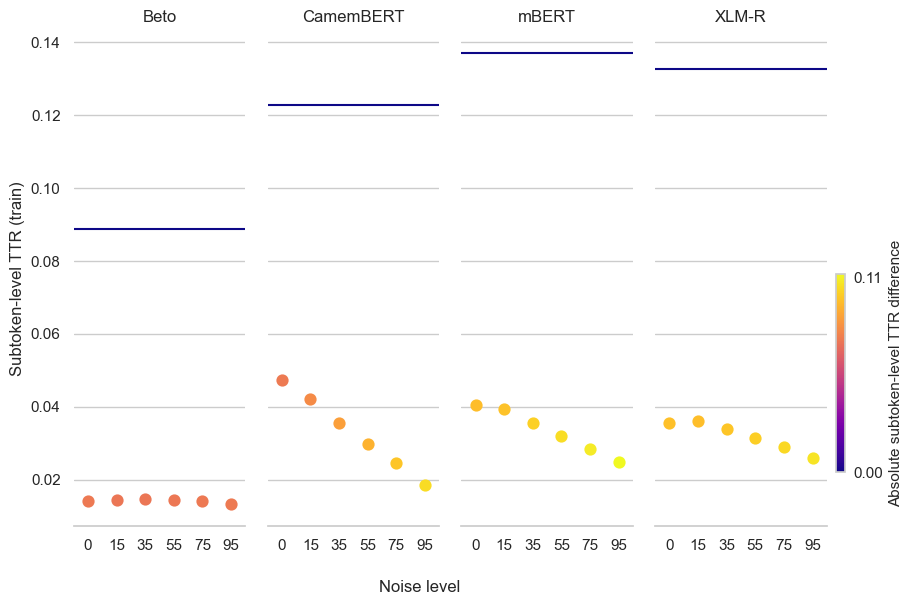 Beto CamemBERT mBERT XLM-R
Subtoken-level TTR (train)
0.14
0.12
0.10
0.08
0.06
0.04
0.02
0 15 35 55 75 95 0 15 35 55 75 95 0 15 35 55 75 95 0 15 35 55 75 95
Noise level
0.11
0.00
Absolute subtoken-level TTR difference